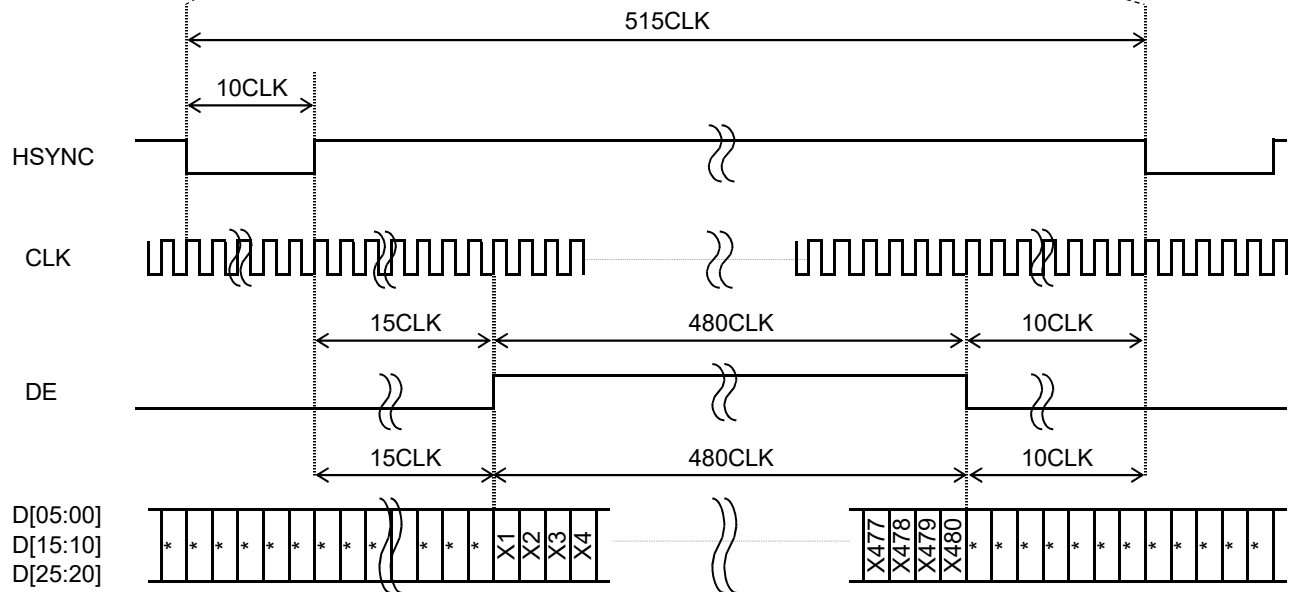 515CLK
10CLK
HSYNC
CLK
15CLK 480CLK 10CLK
DE
15CLK 480CLK 10CLK
D[05:00]
D[15:10]
D[25:20]
* * * * * * * * * * * * X1 X2 X3 X4 X477 X478 X479 X480 * * * * * * * * * * * *